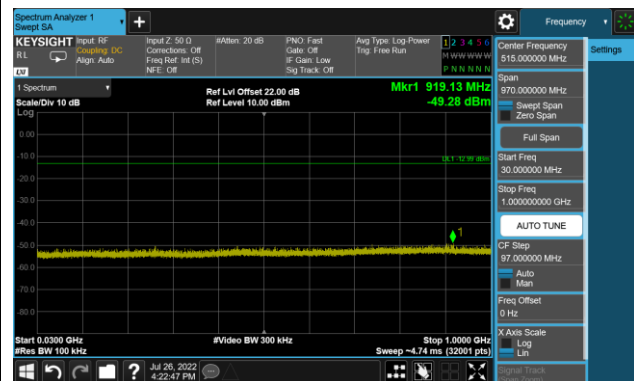 Spectrum Analyzer 1
Swept SA
Frequency
KEYSIGHT
RL
LXI
Input: RF
Coupling: DC
Align: Auto
Input Z: 50 Ω
Corrections: Off
Freq Ref: Int (S)
NFE: Off
#Atten: 20 dB
PNO: Fast
Gate: Off
IF Gain: Low
Sig Track: Off
Avg Type: Log-Power
Trig: Free Run
1 2 3 4 5 6
M W W W W W
P N N N N N
Settings
1 Spectrum
Scale/Div 10 dB
Log
Ref Lvl Offset 22.00 dB
Ref Level 10.00 dBm
Mkr1 919.13 MHz
-49.28 dBm
0.00
-10.0
DL1 -12.99 dBm
-20.0
-30.0
-40.0
1
-50.0
-60.0
-70.0
-80.0
Start 0.0300 GHz
#Res BW 100 kHz
#Video BW 300 kHz
Stop 1.0000 GHz
Sweep ~4.74 ms (32001 pts)
Center Frequency
515.000000 MHz
Span
970.000000 MHz
Swept Span
Zero Span
Full Span
Start Freq
30.000000 MHz
Stop Freq
1.000000000 GHz
AUTO TUNE
CF Step
97.000000 MHz
Auto
Man
Freq Offset
0 Hz
X Axis Scale
Log
Lin
Signal Track
(Span Zoom)
?
Jul 26, 2022
4:22:47 PM